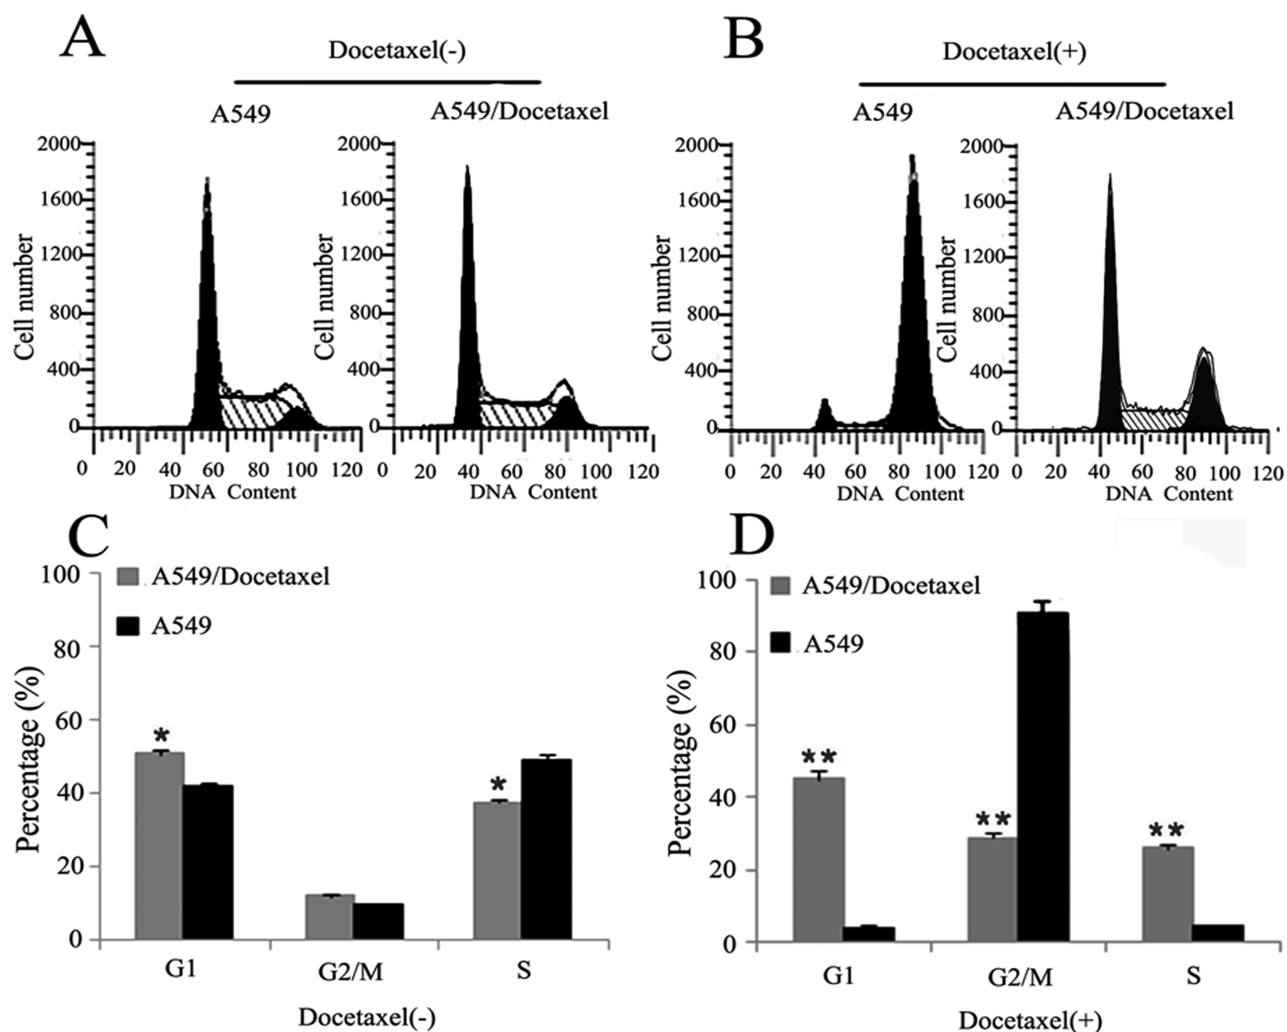 A
Docetaxel(-)
A549
A549/Docetaxel
2000
1600
1200
800
400
0
Cell number
0 20 40 60 80 100 120
DNA Content
2000
1600
1200
800
400
0
Cell number
0 20 40 60 80 100 120
DNA Content
B
Docetaxel(+)
A549
A549/Docetaxel
2000
1600
1200
800
400
0
Cell number
0 20 40 60 80 100 120
DNA Content
2000
1600
1200
800
400
0
Cell number
0 20 40 60 80 100 120
DNA Content
C
A549/Docetaxel
A549
100
80
60
40
20
0
Percentage (%)
*
*
G1 G2/M S
Docetaxel(-)
D
A549/Docetaxel
A549
100
80
60
40
20
0
Percentage (%)
**
**
**
G1 G2/M S
Docetaxel(+)